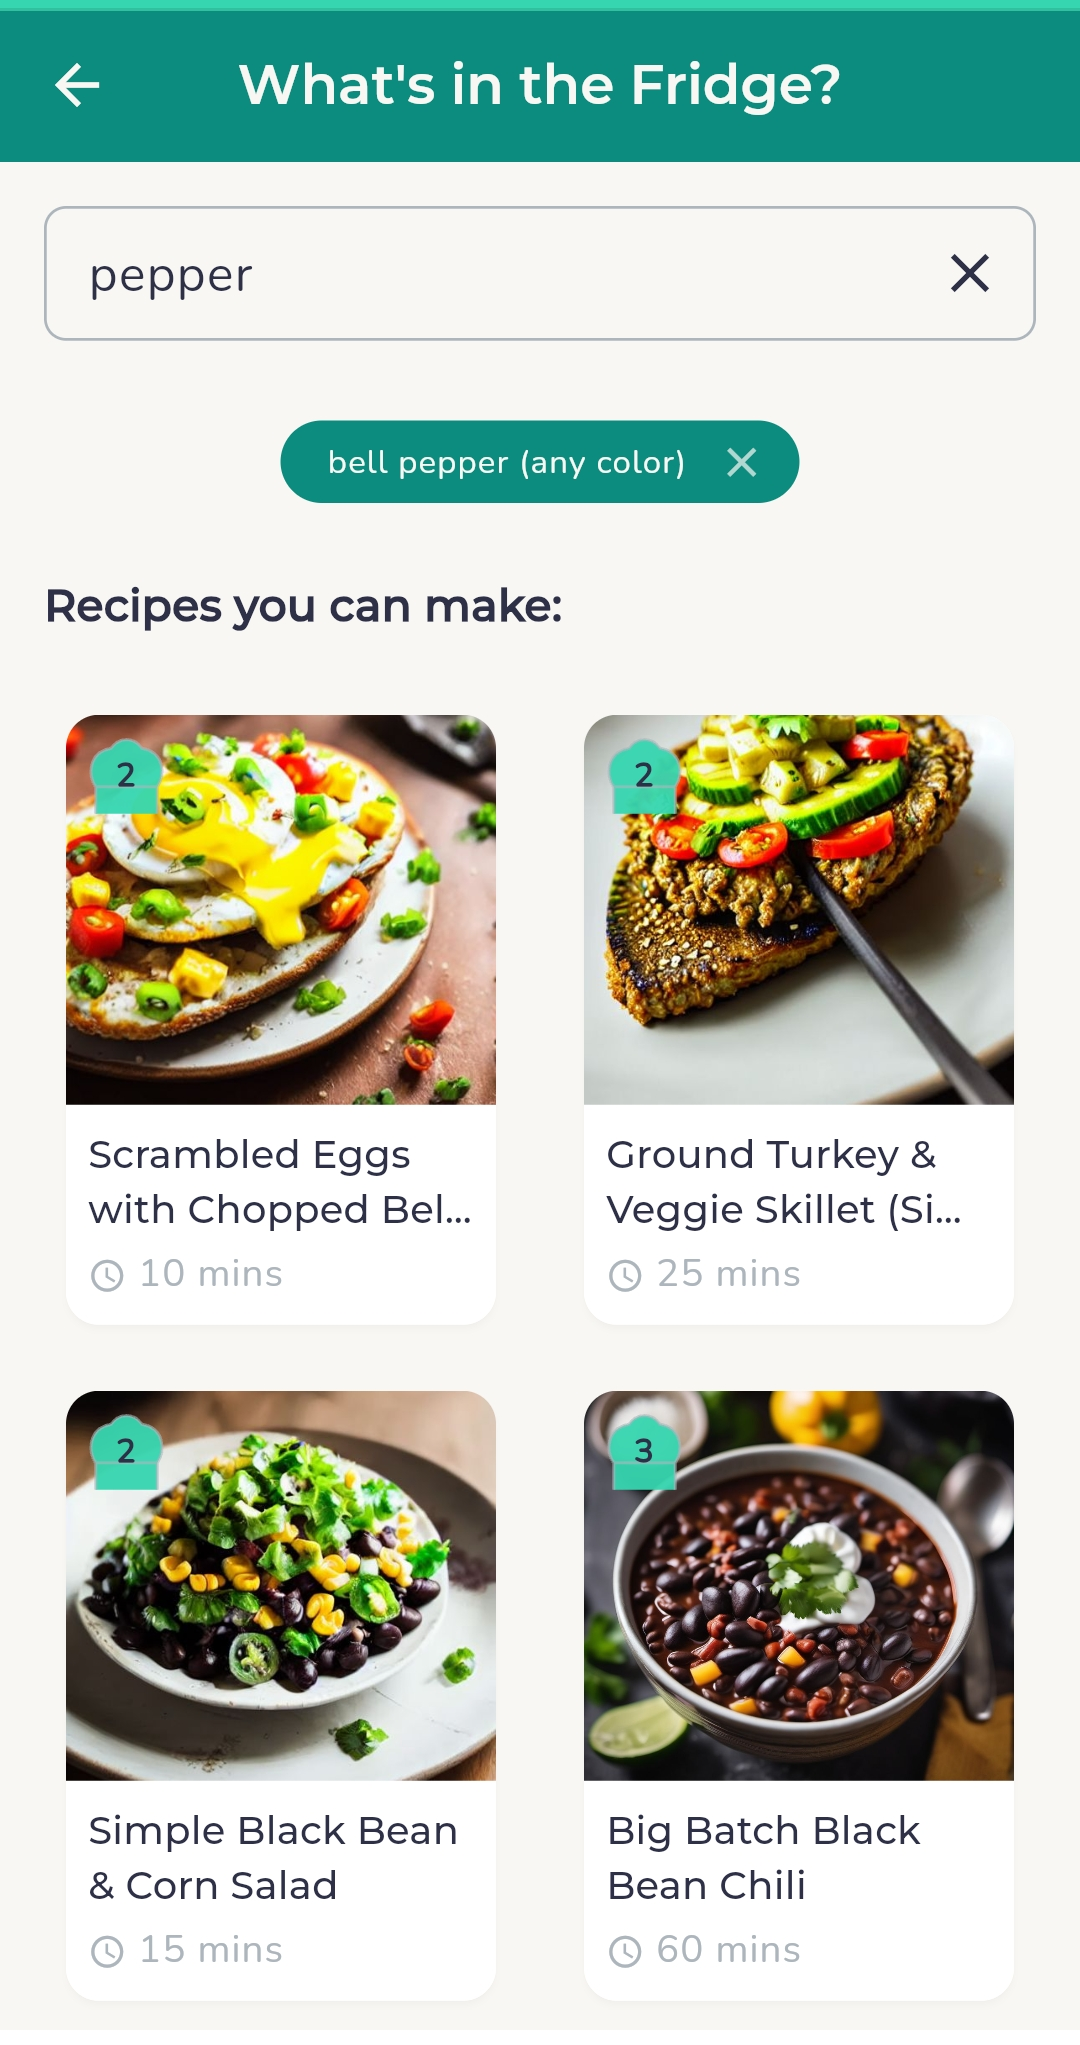 What's in the Fridge?
pepper
bell pepper (any color)
Recipes you can make:
2
Scrambled Eggs
with Chopped Bel...
10 mins
2
Ground Turkey &
Veggie Skillet (Si...
25 mins
2
Simple Black Bean
& Corn Salad
15 mins
3
Big Batch Black
Bean Chili
60 mins